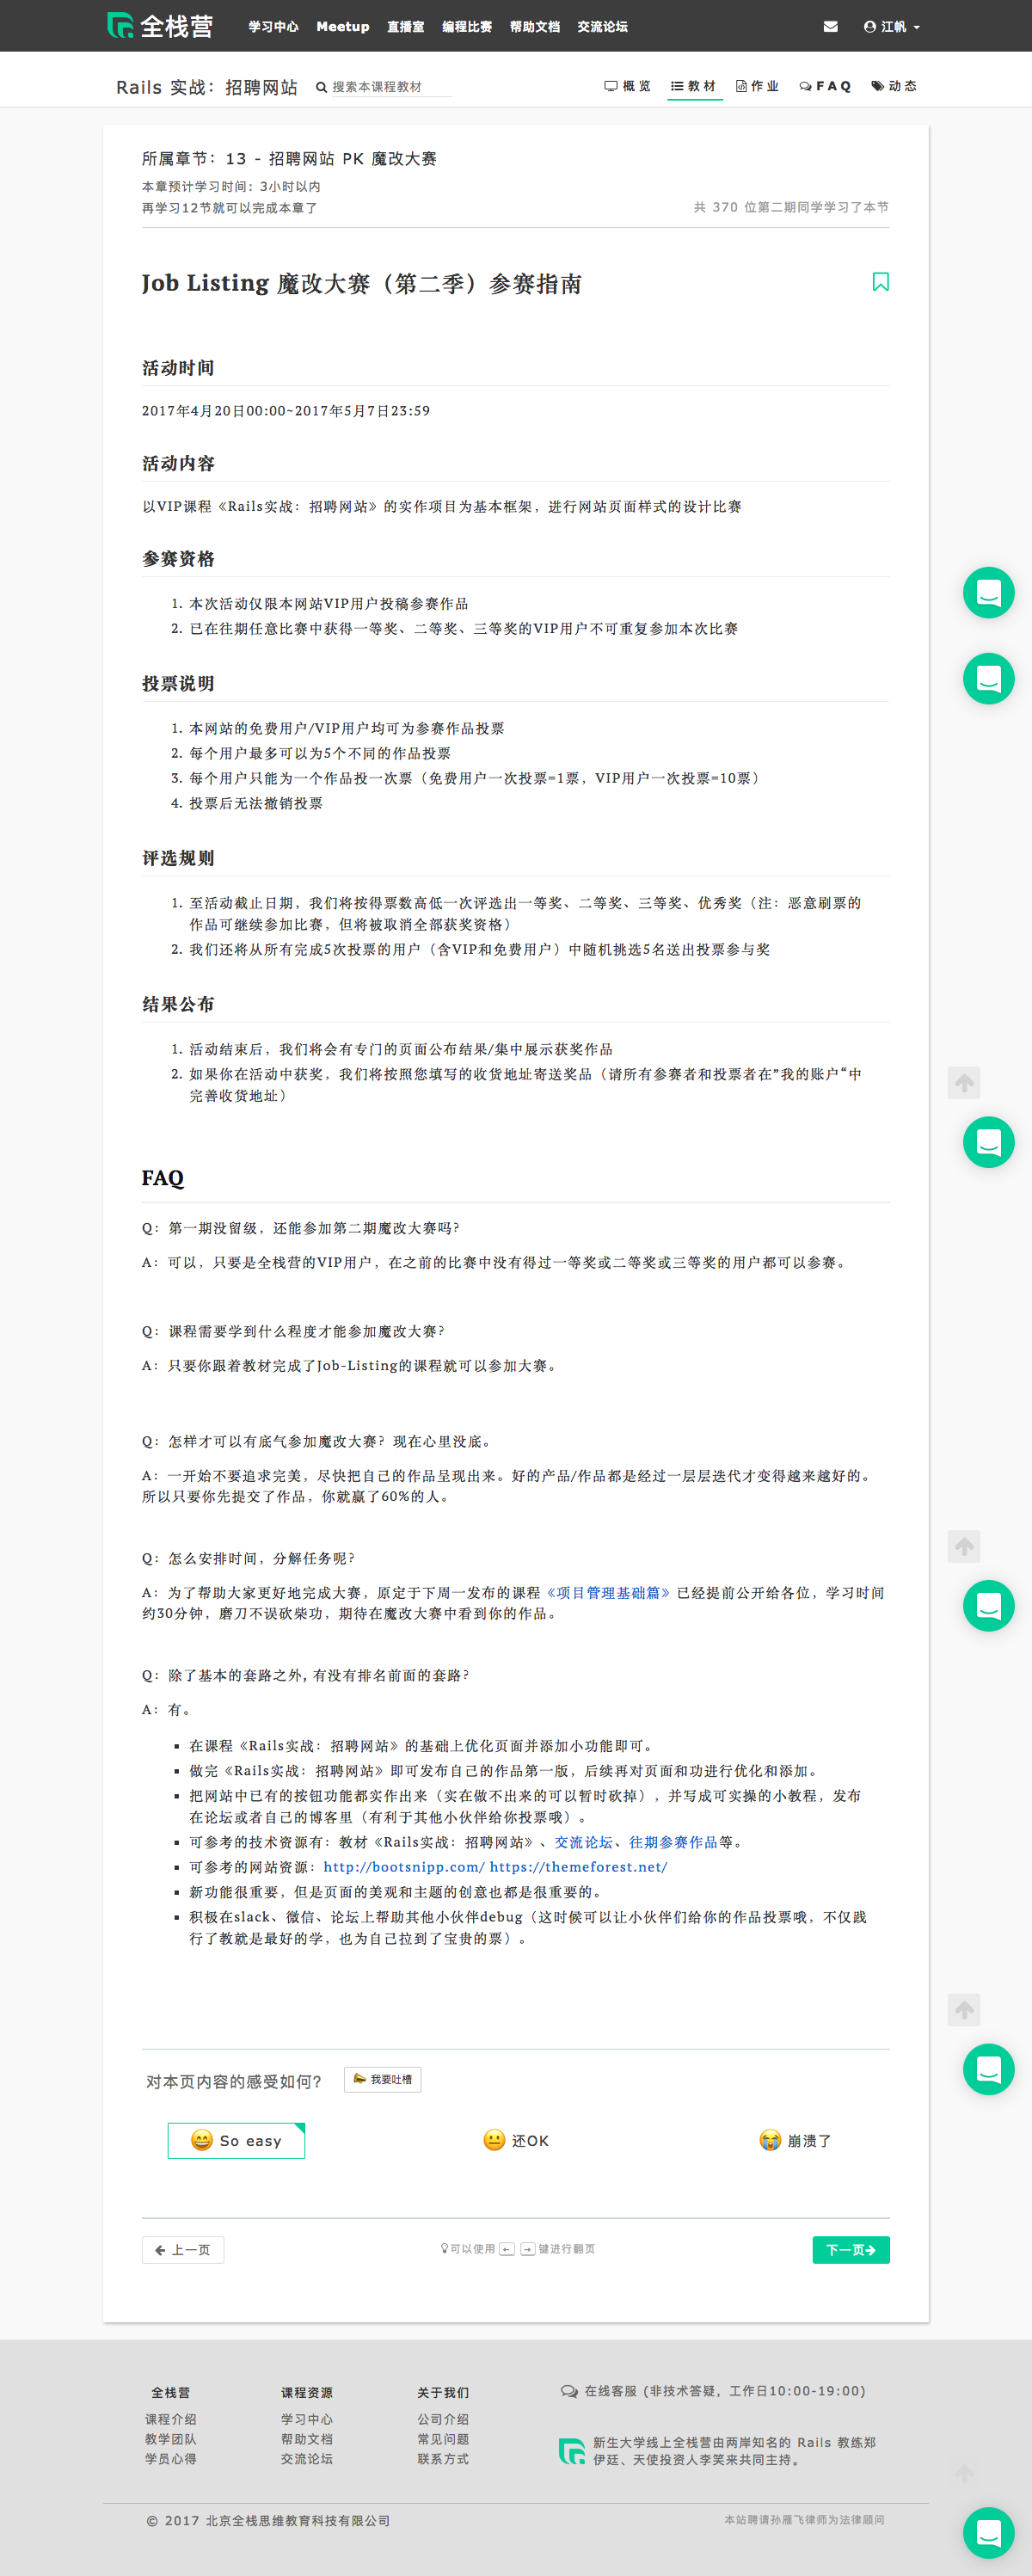 全栈营 学习中心 Meetup 直播室 编程比赛 帮助文档 交流论坛 江帆
Rails 实战：招聘网站 搜索本课程教材 概览 教材 作业 FAQ 动态
所属章节：13 - 招聘网站 PK 魔改大赛
本章预计学习时间：3小时以内
再学习12节就可以完成本章了 共 370 位第二期同学学习了本节
Job Listing 魔改大赛（第二季）参赛指南
活动时间
2017年4月20日00:00~2017年5月7日23:59
活动内容
以VIP课程《Rails实战：招聘网站》的实作项目为基本框架，进行网站页面样式的设计比赛
参赛资格
1. 本次活动仅限本网站VIP用户投稿参赛作品
2. 已在往期任意比赛中获得一等奖、二等奖、三等奖的VIP用户不可重复参加本次比赛
投票说明
1. 本网站的免费用户/VIP用户均可为参赛作品投票
2. 每个用户最多可以为5个不同的作品投票
3. 每个用户只能为一个作品投一次票（免费用户一次投票=1票，VIP用户一次投票=10票）
4. 投票后无法撤销投票
评选规则
1. 至活动截止日期，我们将按得票数高低一次评选出一等奖、二等奖、三等奖、优秀奖（注：恶意刷票的
作品可继续参加比赛，但将被取消全部获奖资格）
2. 我们还将从所有完成5次投票的用户（含VIP和免费用户）中随机挑选5名送出投票参与奖
结果公布
1. 活动结束后，我们将会有专门的页面公布结果/集中展示获奖作品
2. 如果你在活动中获奖，我们将按照您填写的收货地址寄送奖品（请所有参赛者和投票者在”我的账户“中
完善收货地址）
FAQ
Q：第一期没留级，还能参加第二期魔改大赛吗？
A：可以，只要是全栈营的VIP用户，在之前的比赛中没有得过一等奖或二等奖或三等奖的用户都可以参赛。
Q：课程需要学到什么程度才能参加魔改大赛？
A：只要你跟着教材完成了Job-Listing的课程就可以参加大赛。
Q：怎样才可以有底气参加魔改大赛？现在心里没底。
A：一开始不要追求完美，尽快把自己的作品呈现出来。好的产品/作品都是经过一层层迭代才变得越来越好的。
所以只要你先提交了作品，你就赢了60%的人。
Q：怎么安排时间，分解任务呢？
A：为了帮助大家更好地完成大赛，原定于下周一发布的课程《项目管理基础篇》已经提前公开给各位，学习时间
约30分钟，磨刀不误砍柴功，期待在魔改大赛中看到你的作品。
Q：除了基本的套路之外, 有没有排名前面的套路？
A：有。
在课程《Rails实战：招聘网站》的基础上优化页面并添加小功能即可。
做完《Rails实战：招聘网站》即可发布自己的作品第一版，后续再对页面和功进行优化和添加。
把网站中已有的按钮功能都实作出来（实在做不出来的可以暂时砍掉），并写成可实操的小教程，发布
在论坛或者自己的博客里（有利于其他小伙伴给你投票哦）。
可参考的技术资源有：教材《Rails实战：招聘网站》、交流论坛、往期参赛作品等。
可参考的网站资源：http://bootsnipp.com/ https://themeforest.net/
新功能很重要，但是页面的美观和主题的创意也都是很重要的。
积极在slack、微信、论坛上帮助其他小伙伴debug（这时候可以让小伙伴们给你的作品投票哦，不仅践
行了教就是最好的学，也为自己拉到了宝贵的票）。
对本页内容的感受如何？ 我要吐槽
So easy 还OK 崩溃了
上一页 可以使用 ← → 键进行翻页 下一页
全栈营 课程资源 关于我们 在线客服 (非技术答疑，工作日10:00-19:00)
课程介绍 学习中心 公司介绍
教学团队 帮助文档 常见问题 新生大学线上全栈营由两岸知名的 Rails 教练郑
学员心得 交流论坛 联系方式 伊廷、天使投资人李笑来共同主持。
© 2017 北京全栈思维教育科技有限公司 本站聘请孙雁飞律师为法律顾问